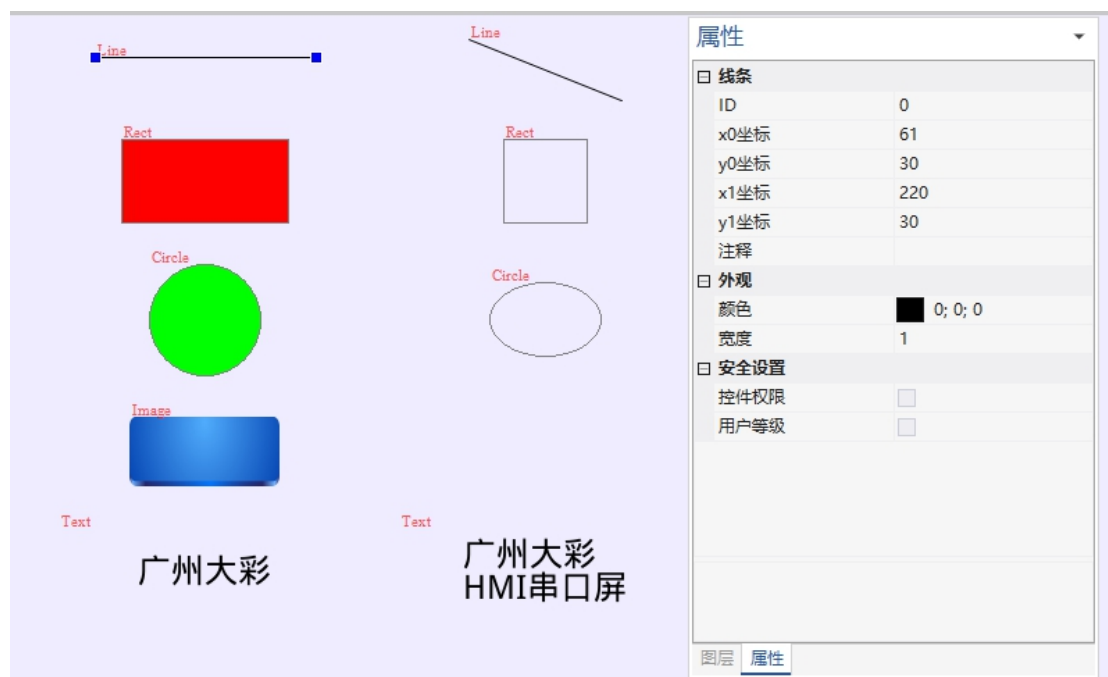 Line
Line
Rect
Rect
Circle
Circle
Image
Text
Text
广州大彩
广州大彩
HMI串口屏
属性
线条
ID 0
x0坐标 61
y0坐标 30
x1坐标 220
y1坐标 30
注释
外观
颜色 0; 0; 0
宽度 1
安全设置
控件权限
用户等级
图层 属性